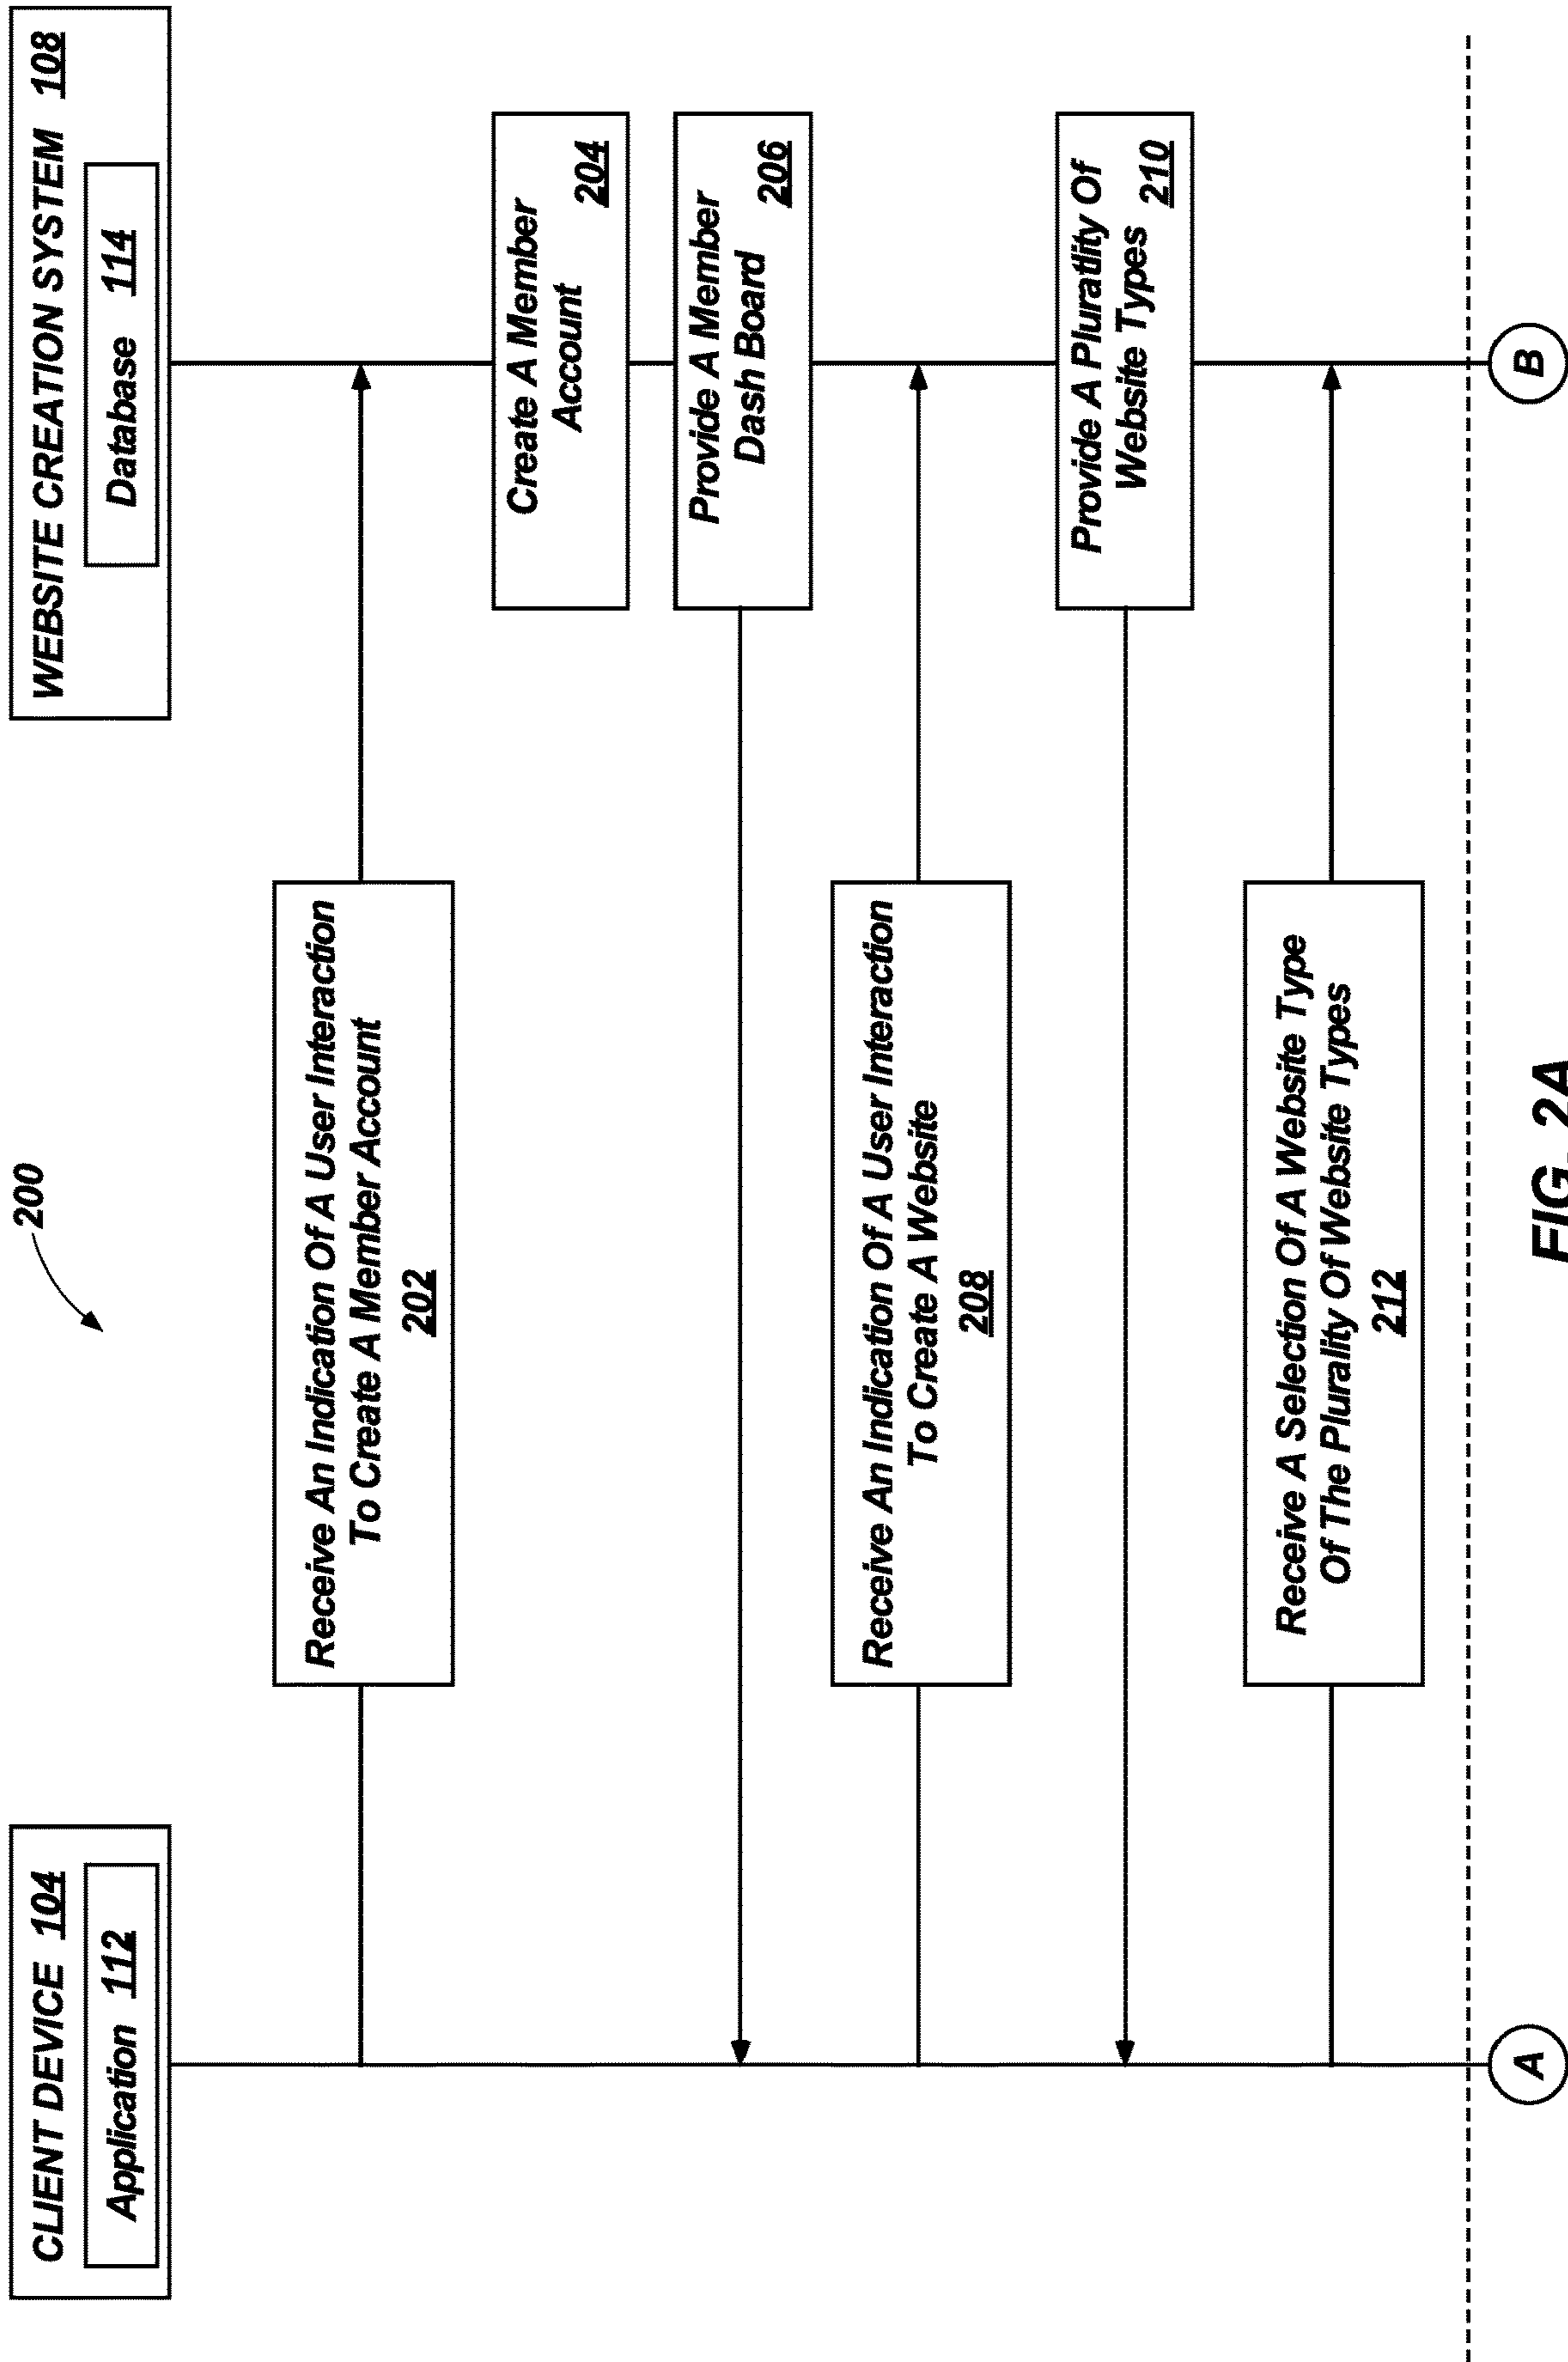 200
CLIENT DEVICE 104
Application 112
WEBSITE CREATION SYSTEM 108
Database 114
Receive An Indication Of A User Interaction
To Create A Member Account
202
Create A Member
Account
204
Provide A Member
Dash Board
206
Receive An Indication Of A User Interaction
To Create A Website
208
Provide A Pluratlity Of
Website Types
210
Receive A Selection Of A Website Type
Of The Plurality Of Website Types
212
A
B
FIG. 2A